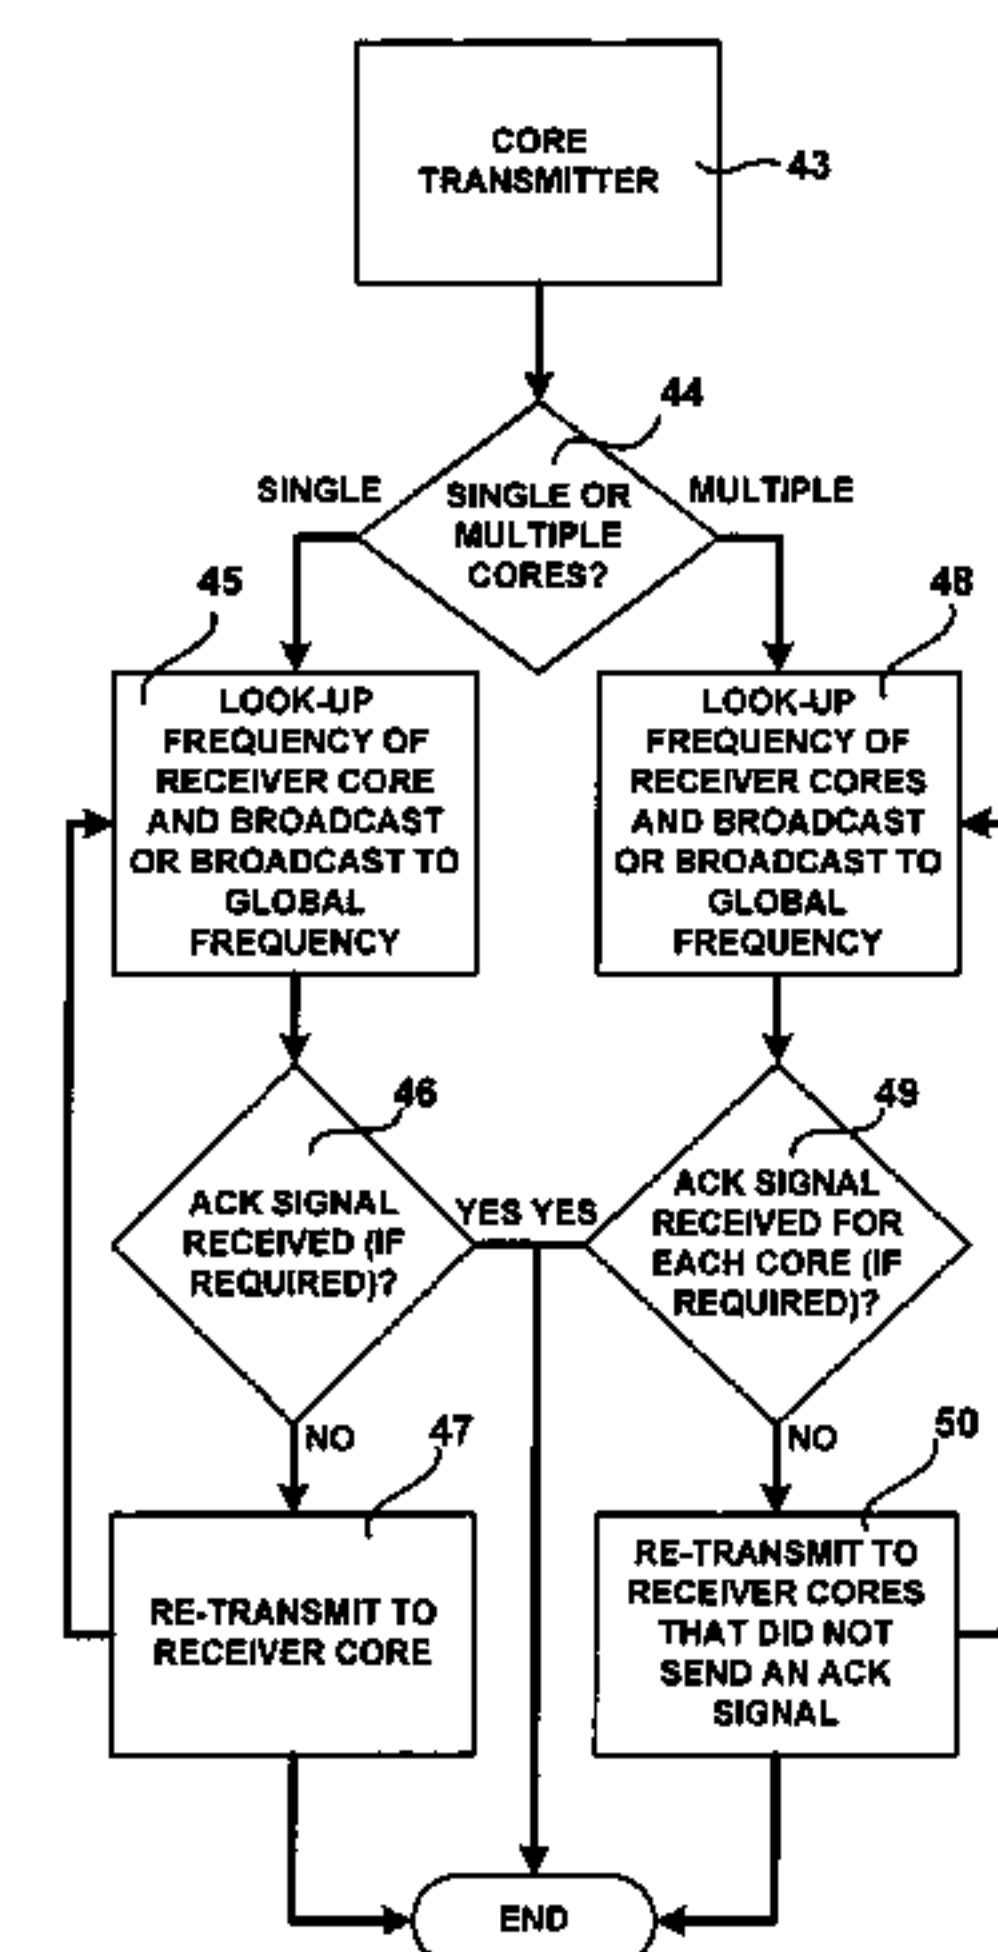 CORE
TRANSMITTER
43
44
SINGLE
SINGLE OR
MULTIPLE
CORES?
MULTIPLE
45
48
LOOK-UP
FREQUENCY OF
RECEIVER CORE
AND BROADCAST
OR BROADCAST TO
GLOBAL
FREQUENCY
LOOK-UP
FREQUENCY OF
RECEIVER CORES
AND BROADCAST
OR BROADCAST TO
GLOBAL
FREQUENCY
46
49
ACK SIGNAL
RECEIVED (IF
REQUIRED)?
YES YES
ACK SIGNAL
RECEIVED FOR
EACH CORE (IF
REQUIRED)?
NO
47
NO
50
RE-TRANSMIT TO
RECEIVER CORE
RE-TRANSMIT TO
RECEIVER CORES
THAT DID NOT
SEND AN ACK
SIGNAL
END